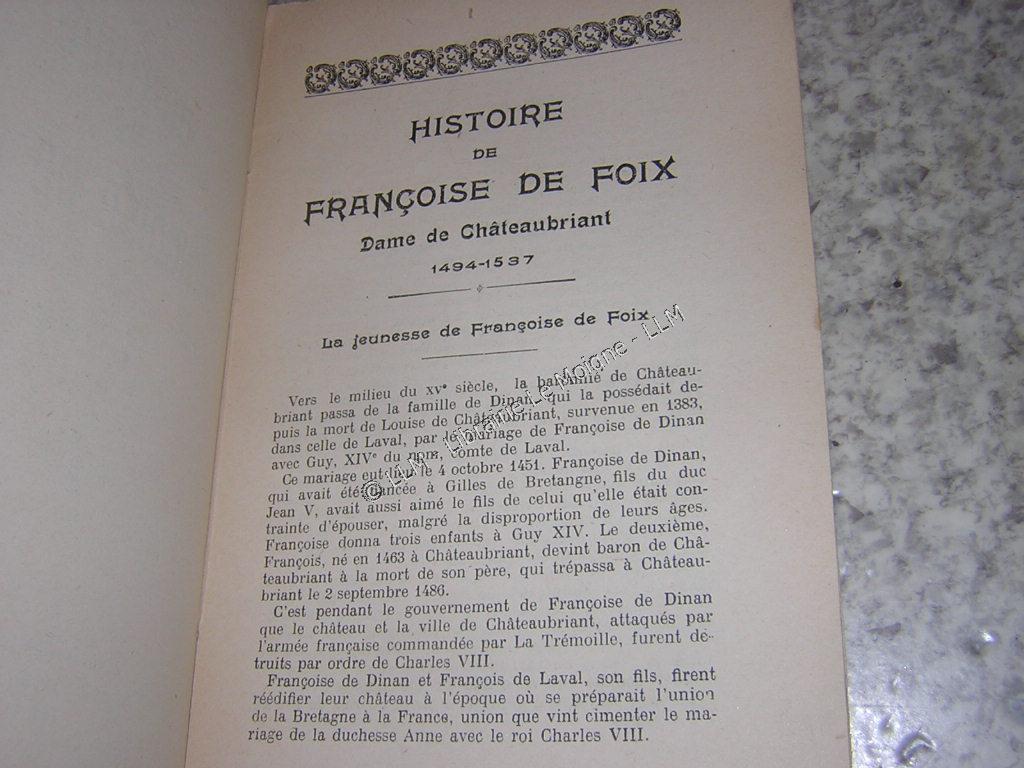 HISTOIRE
DE
FRANÇOISE DE FOIX
Dame de Châteaubriant
1494-1537
La jeunesse de Françoise de Foix
Vers le milieu du XVe siècle, la baronnie de Château-
briant passa de la famille de Dinan, qui la possédait de-
puis la mort de Louise de Châteaubriant, survenue en 1383,
dans celle de Laval, par le mariage de Françoise de Dinan
avec Guy, XIVe du nom, comte de Laval.
Ce mariage eut lieu le 4 octobre 1451. Françoise de Dinan,
qui avait été fiancée à Gilles de Bretangne, fils du duc
Jean V, avait aussi aimé le fils de celui qu'elle était con-
trainte d'épouser, malgré la disproportion de leurs âges.
Françoise donna trois enfants à Guy XIV. Le deuxième,
François, né en 1463 à Châteaubriant, devint baron de Châ-
teaubriant à la mort de son père, qui trépassa à Château-
briant le 2 septembre 1486.
C'est pendant le gouvernement de Françoise de Dinan
que le château et la ville de Châteaubriant, attaqués par
l'armée française commandée par La Trémoille, furent dé-
truits par ordre de Charles VIII.
Françoise de Dinan et François de Laval, son fils, firent
réédifier leur château à l'époque où se préparait l'union
de la Bretagne à la France, union que vint cimenter le ma-
riage de la duchesse Anne avec le roi Charles VIII.
© LLM - Librairie Le Moigne - LLM